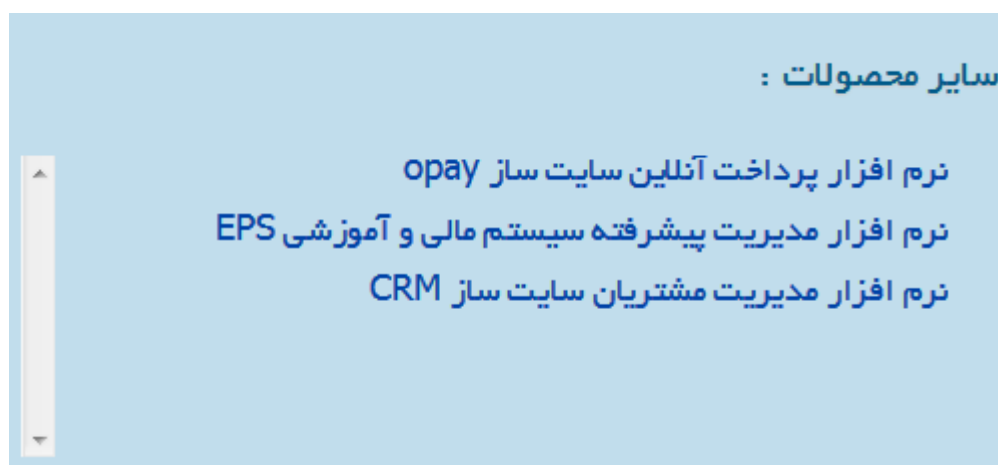 سایر محصولات :
نرم افزار پرداخت آنلاین سایت ساز opay
نرم افزار مدیریت پیشرفته سیستم مالی و آموزشی EPS
نرم افزار مدیریت مشتریان سایت ساز CRM